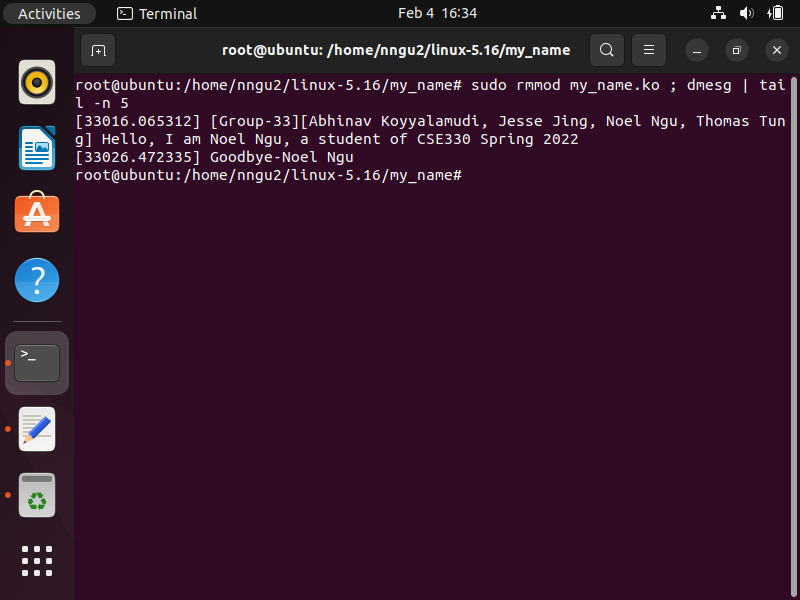 Activities
Terminal
Feb 4 16:34
root@ubuntu: /home/nngu2/linux-5.16/my_name
root@ubuntu:/home/nngu2/linux-5.16/my_name# sudo rmmod my_name.ko ; dmesg | tai
l -n 5
[33016.065312] [Group-33][Abhinav Koyyalamudi, Jesse Jing, Noel Ngu, Thomas Tun
g] Hello, I am Noel Ngu, a student of CSE330 Spring 2022
[33026.472335] Goodbye-Noel Ngu
root@ubuntu:/home/nngu2/linux-5.16/my_name#